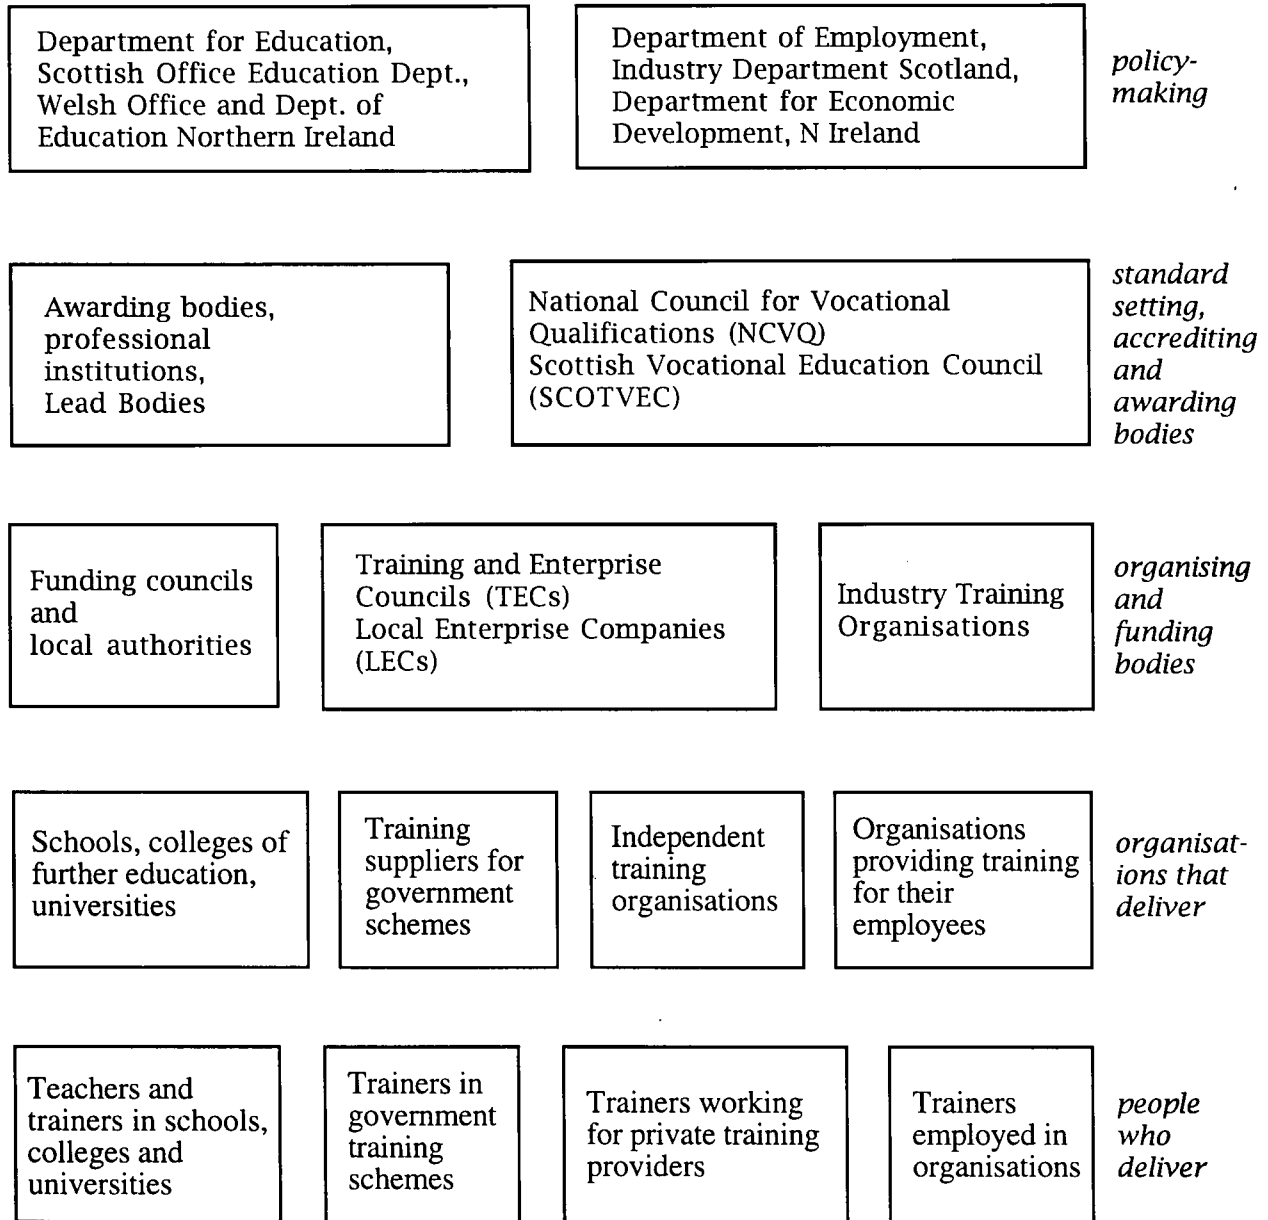 Department for Education,
Scottish Office Education Dept.,
Welsh Office and Dept. of
Education Northern Ireland
Department of Employment,
Industry Department Scotland,
Department for Economic
Development, N Ireland
policy-
making
Awarding bodies,
professional
institutions,
Lead Bodies
National Council for Vocational
Qualifications (NCVQ)
Scottish Vocational Education Council
(SCOTVEC)
standard
setting,
accrediting
and
awarding
bodies
Funding councils
and
local authorities
Training and Enterprise
Councils (TECs)
Local Enterprise Companies
(LECs)
Industry Training
Organisations
organising
and
funding
bodies
Schools, colleges of
further education,
universities
Training
suppliers for
government
schemes
Independent
training
organisations
Organisations
providing training
for their
employees
organisat-
ions that
deliver
Teachers and
trainers in schools,
colleges and
universities
Trainers in
government
training
schemes
Trainers working
for private training
providers
Trainers
employed in
organisations
people
who
deliver